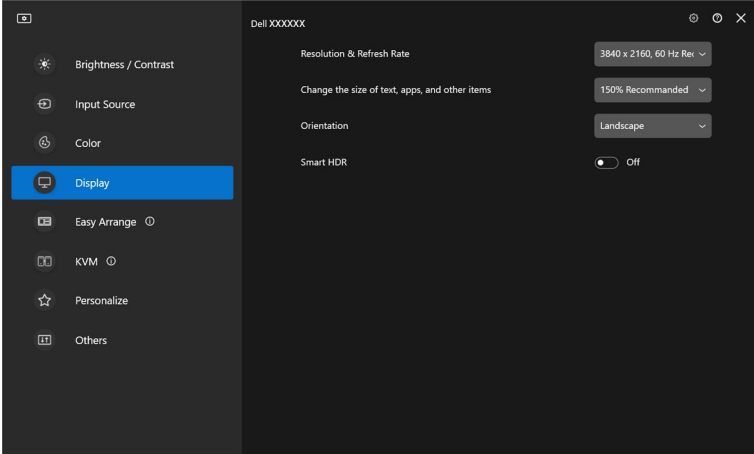 Dell XXXXXX
Brightness / Contrast
Input Source
Color
Display
Easy Arrange
KVM
Personalize
Others
Resolution & Refresh Rate
3840 x 2160, 60 Hz Rec
Change the size of text, apps, and other items
150% Recommanded
Orientation
Landscape
Smart HDR
Off